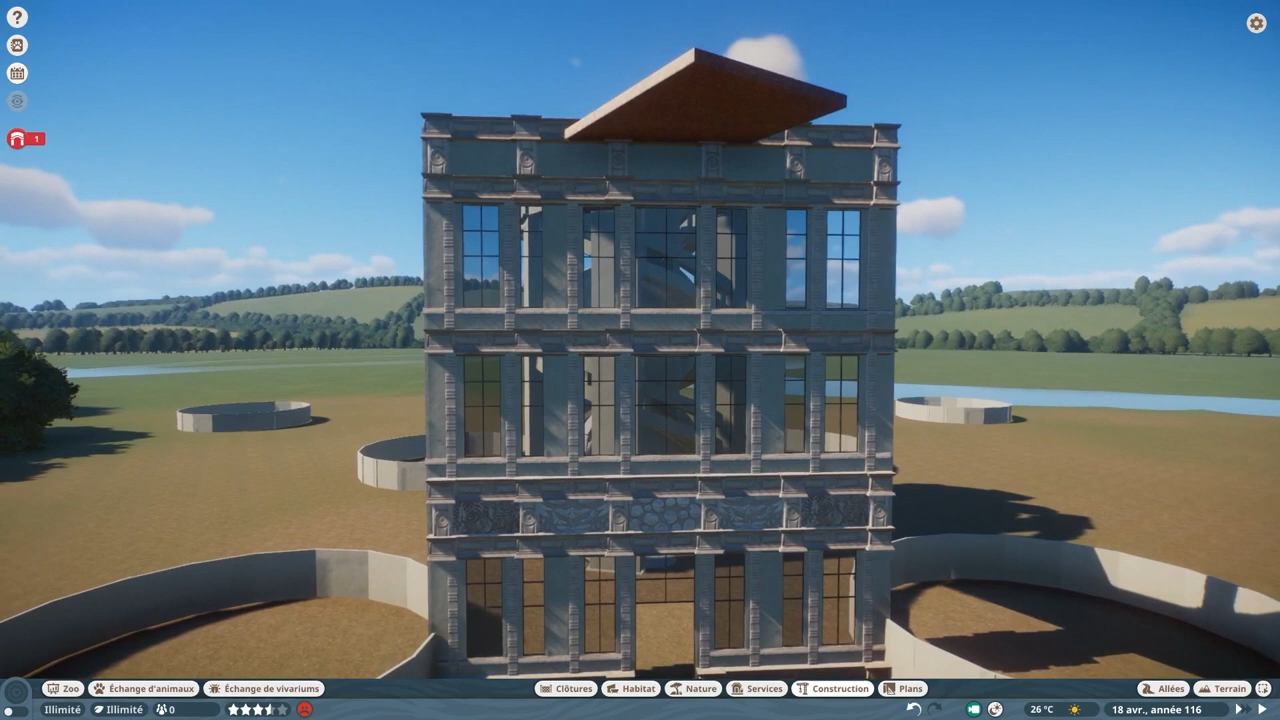 ?
1
Zoo
Échange d'animaux
Échange de vivariums
Clôtures
Habitat
Nature
Services
Construction
Plans
Allées
Terrain
Illimité
Illimité
0
26 °C
18 avr., année 116